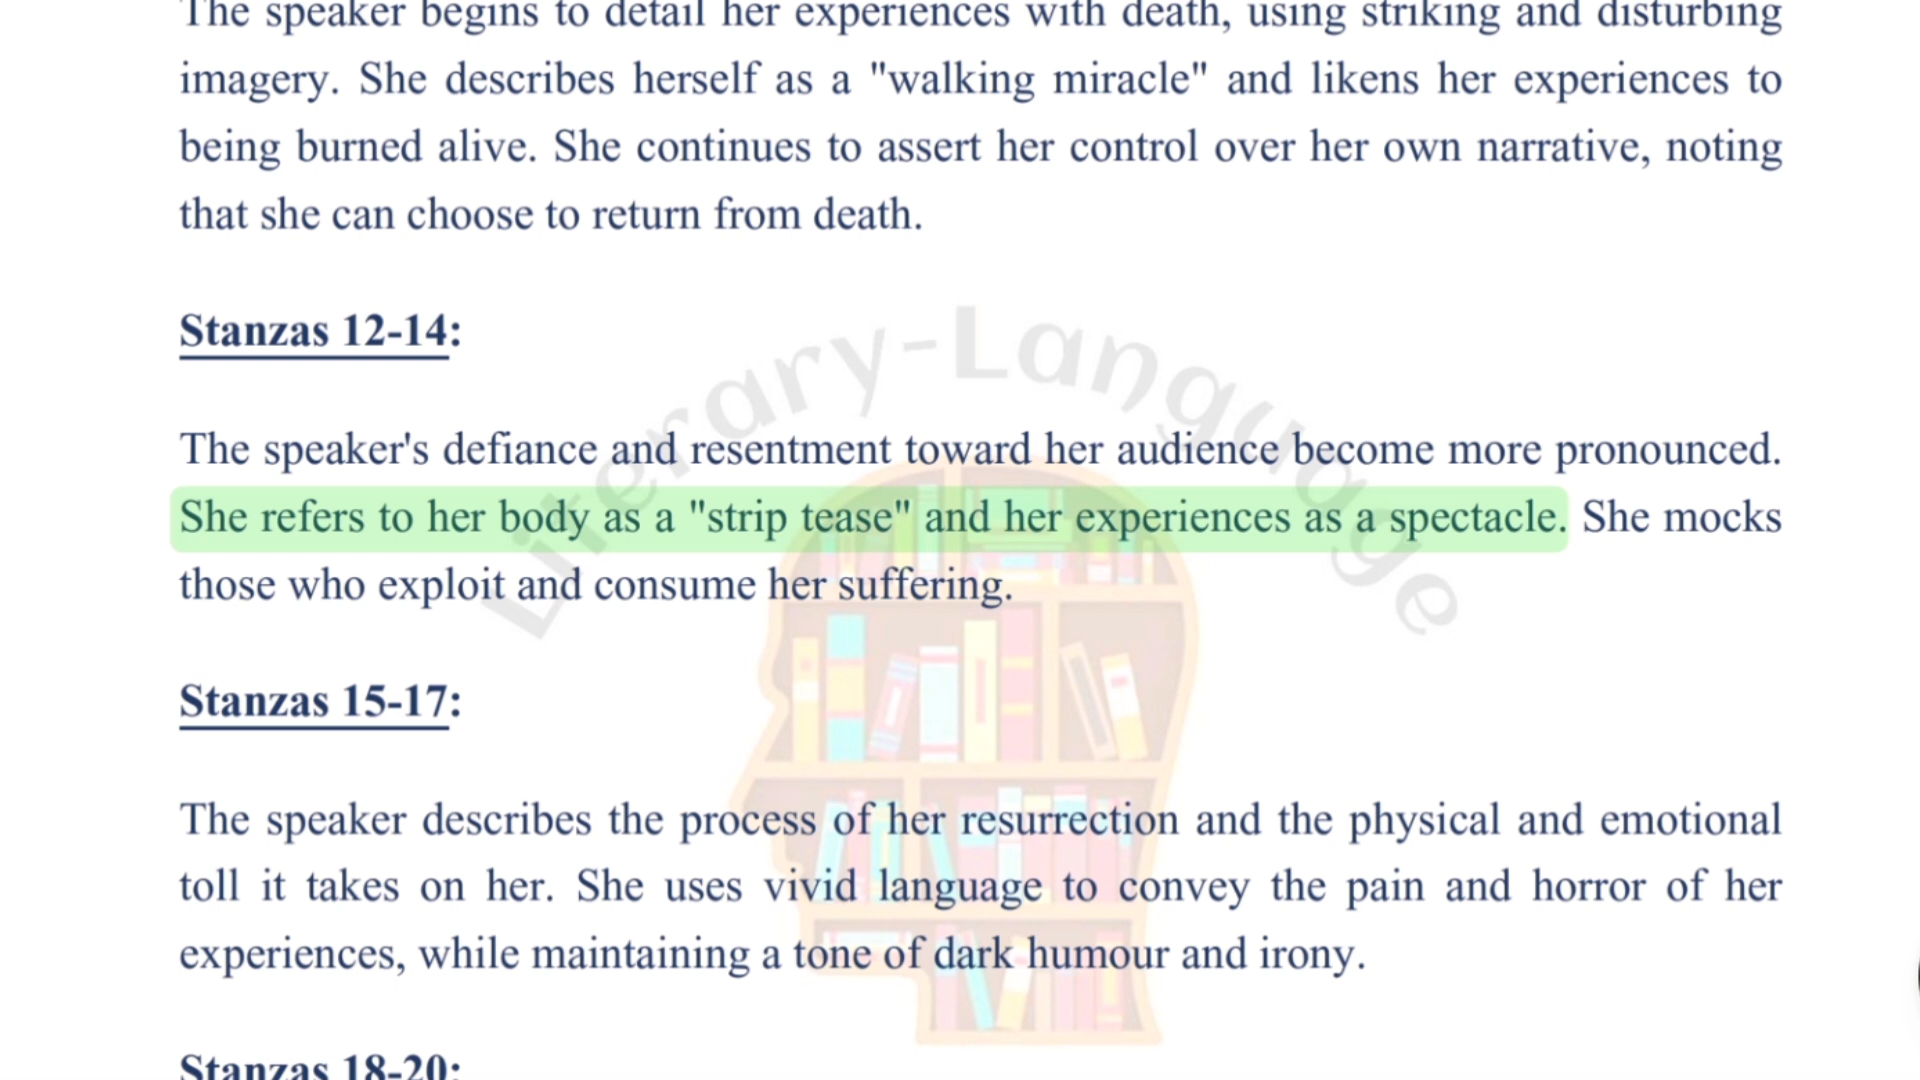 The speaker begins to detail her experiences with death, using striking and disturbing
imagery. She describes herself as a "walking miracle" and likens her experiences to
being burned alive. She continues to assert her control over her own narrative, noting
that she can choose to return from death.
Stanzas 12-14:
Literary-Language
The speaker's defiance and resentment toward her audience become more pronounced.
She refers to her body as a "strip tease" and her experiences as a spectacle. She mocks
those who exploit and consume her suffering.
Stanzas 15-17:
The speaker describes the process of her resurrection and the physical and emotional
toll it takes on her. She uses vivid language to convey the pain and horror of her
experiences, while maintaining a tone of dark humour and irony.
Stanzas 18-20: